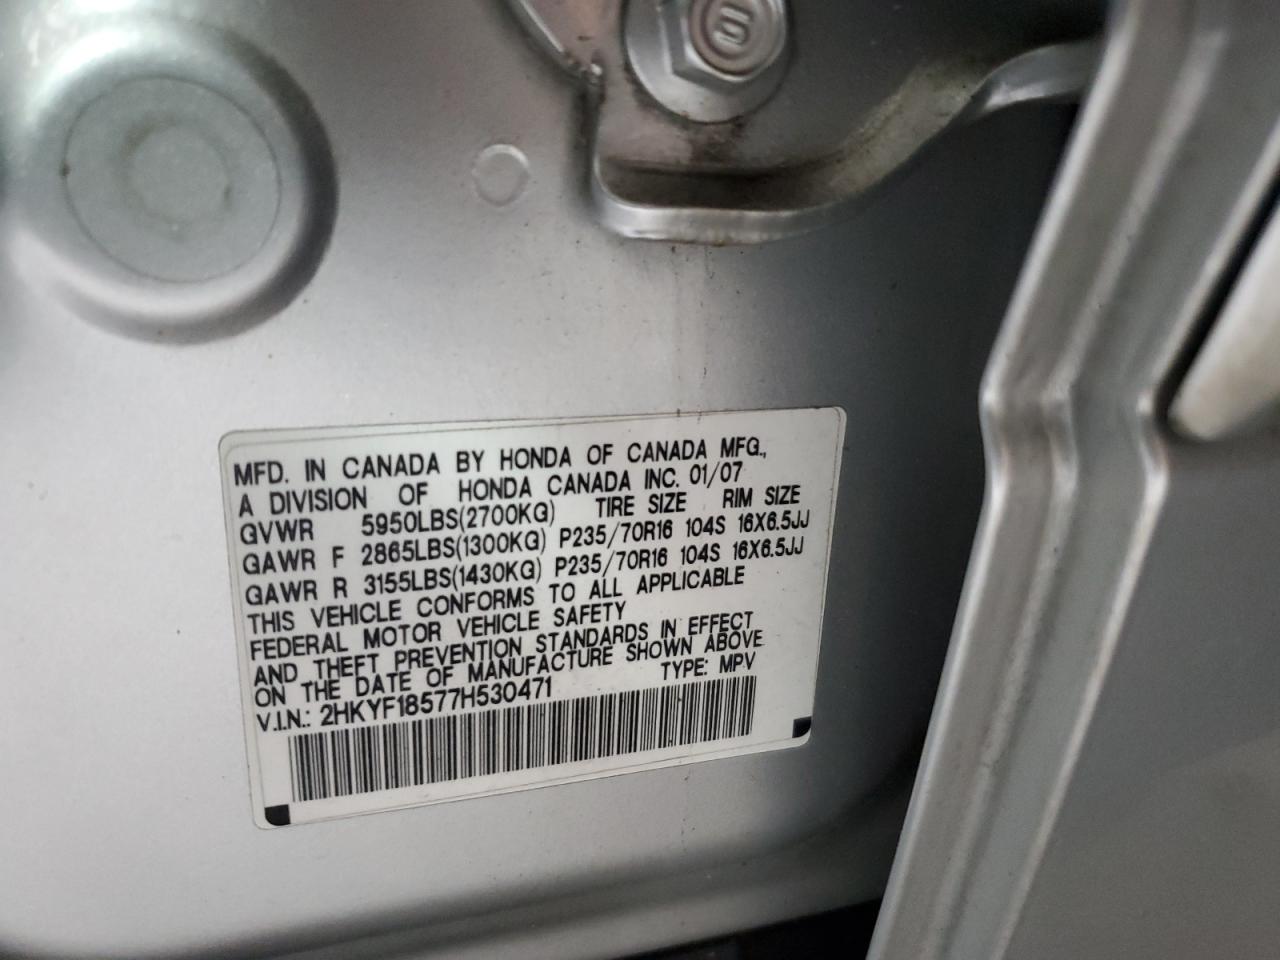 MFD. IN CANADA BY HONDA OF CANADA MFG.,
A DIVISION OF HONDA CANADA INC. 01/07
GVWR 5950LBS(2700KG) TIRE SIZE RIM SIZE
GAWR F 2865LBS(1300KG) P235/70R16 104S 16X6.5JJ
GAWR R 3155LBS(1430KG) P235/70R16 104S 16X6.5JJ
THIS VEHICLE CONFORMS TO ALL APPLICABLE
FEDERAL MOTOR VEHICLE SAFETY
AND THEFT PREVENTION STANDARDS IN EFFECT
ON THE DATE OF MANUFACTURE SHOWN ABOVE
V.I.N.: 2HKYF18577H530471 TYPE: MPV